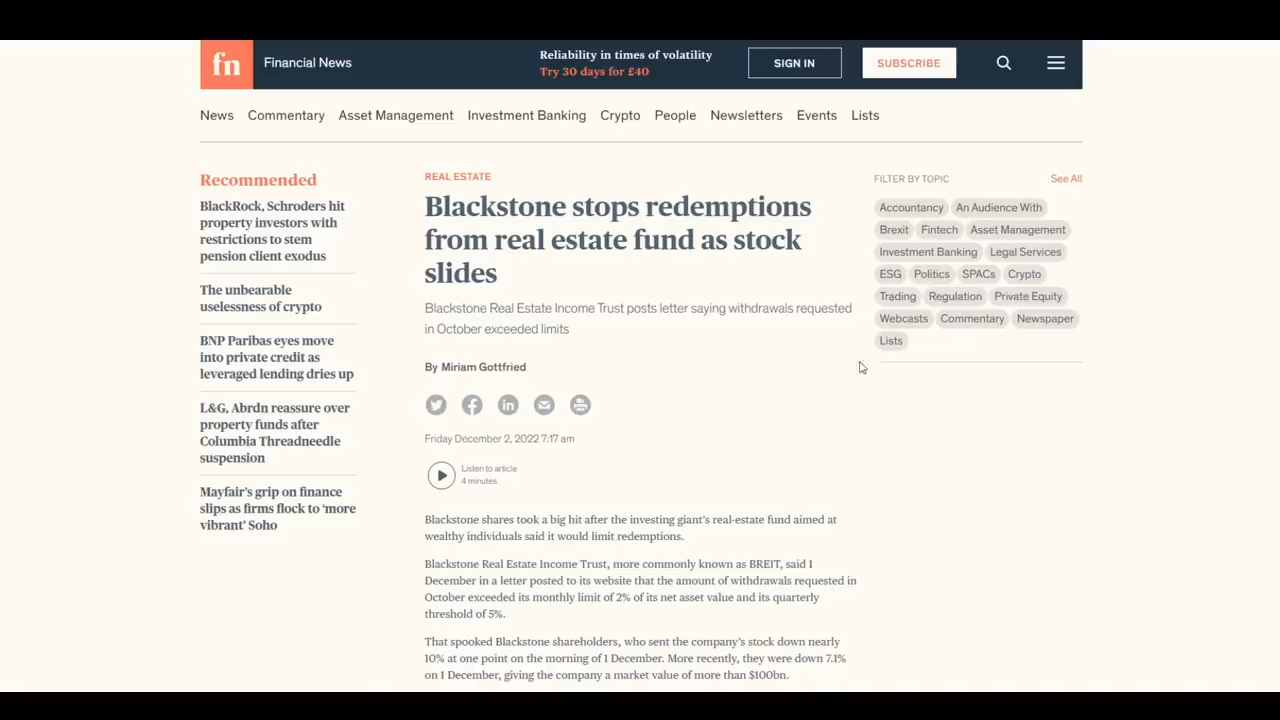 fn
Financial News
Reliability in times of volatility
Try 30 days for £40
SIGN IN
SUBSCRIBE
News
Commentary
Asset Management
Investment Banking
Crypto
People
Newsletters
Events
Lists
Recommended
BlackRock, Schroders hit
property investors with
restrictions to stem
pension client exodus
The unbearable
uselessness of crypto
BNP Paribas eyes move
into private credit as
leveraged lending dries up
L&G, Abrdn reassure over
property funds after
Columbia Threadneedle
suspension
Mayfair's grip on finance
slips as firms flock to 'more
vibrant' Soho
REAL ESTATE
Blackstone stops redemptions
from real estate fund as stock
slides
Blackstone Real Estate Income Trust posts letter saying withdrawals requested
in October exceeded limits
By Miriam Gottfried
Friday December 2, 2022 7:17 am
Listen to article
4 minutes
Blackstone shares took a big hit after the investing giant's real-estate fund aimed at
wealthy individuals said it would limit redemptions.
Blackstone Real Estate Income Trust, more commonly known as BREIT, said 1
December in a letter posted to its website that the amount of withdrawals requested in
October exceeded its monthly limit of 2% of its net asset value and its quarterly
threshold of 5%.
That spooked Blackstone shareholders, who sent the company's stock down nearly
10% at one point on the morning of 1 December. More recently, they were down 7.1%
on 1 December, giving the company a market value of more than $100bn.
FILTER BY TOPIC
See All
Accountancy
An Audience With
Brexit
Fintech
Asset Management
Investment Banking
Legal Services
ESG
Politics
SPACs
Crypto
Trading
Regulation
Private Equity
Webcasts
Commentary
Newspaper
Lists